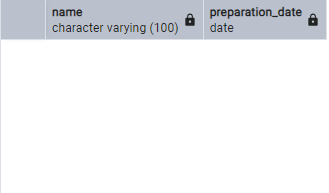 name
character varying (100)
preparation_date
date